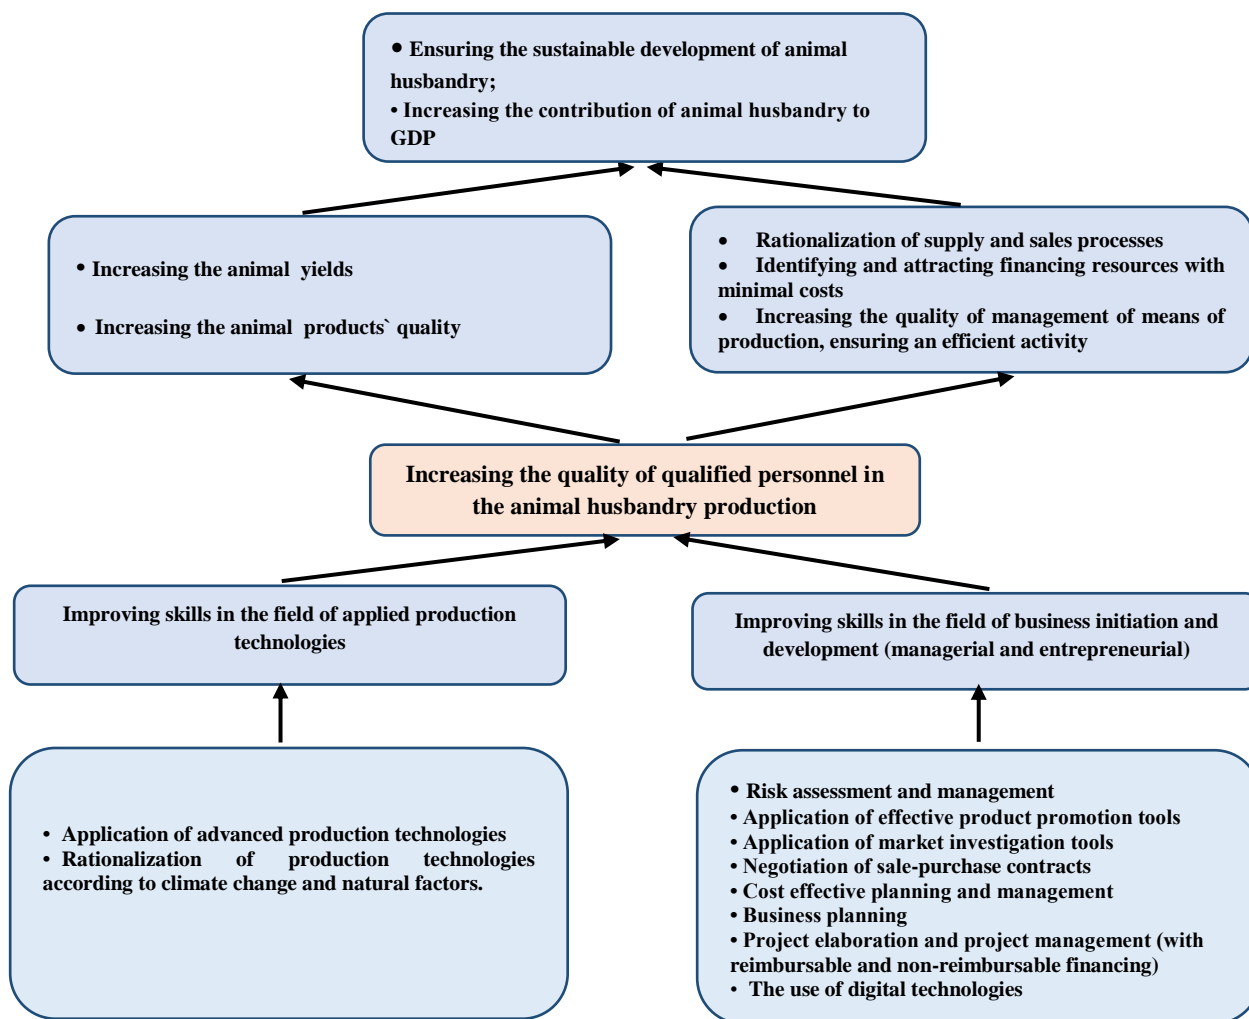 • Ensuring the sustainable development of animal
husbandry;
• Increasing the contribution of animal husbandry to
GDP
• Increasing the animal yields
• Increasing the animal products` quality
• Rationalization of supply and sales processes
• Identifying and attracting financing resources with
minimal costs
• Increasing the quality of management of means of
production, ensuring an efficient activity
Increasing the quality of qualified personnel in
the animal husbandry production
Improving skills in the field of applied production
technologies
Improving skills in the field of business initiation and
development (managerial and entrepreneurial)
• Application of advanced production technologies
• Rationalization of production technologies
according to climate change and natural factors.
• Risk assessment and management
• Application of effective product promotion tools
• Application of market investigation tools
• Negotiation of sale-purchase contracts
• Cost effective planning and management
• Business planning
• Project elaboration and project management (with
reimbursable and non-reimbursable financing)
• The use of digital technologies